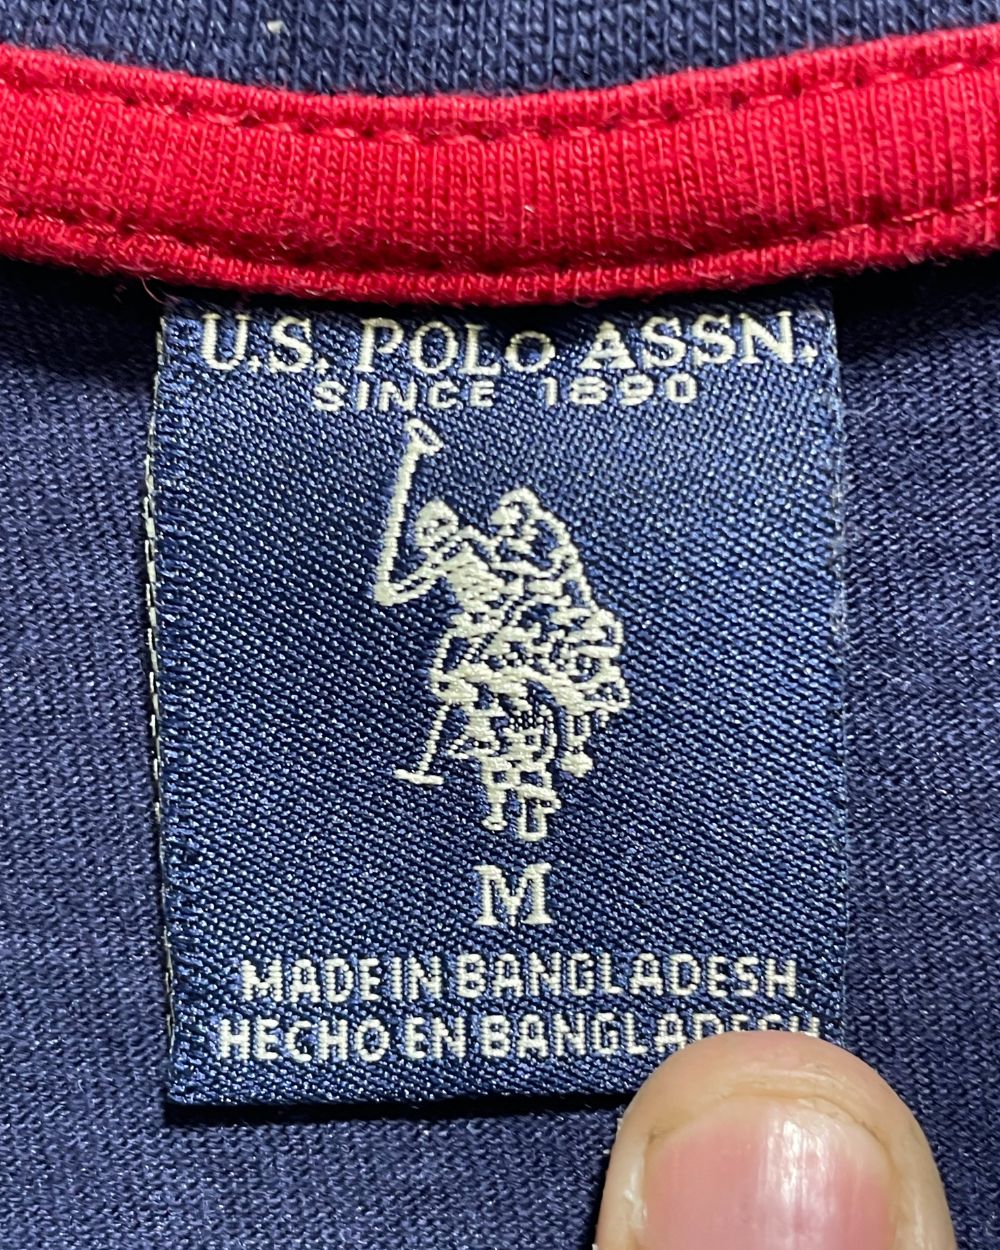 U.S. POLO ASSN.
SINCE 1890
M
MADE IN BANGLADESH
HECHO EN BANGLADESH